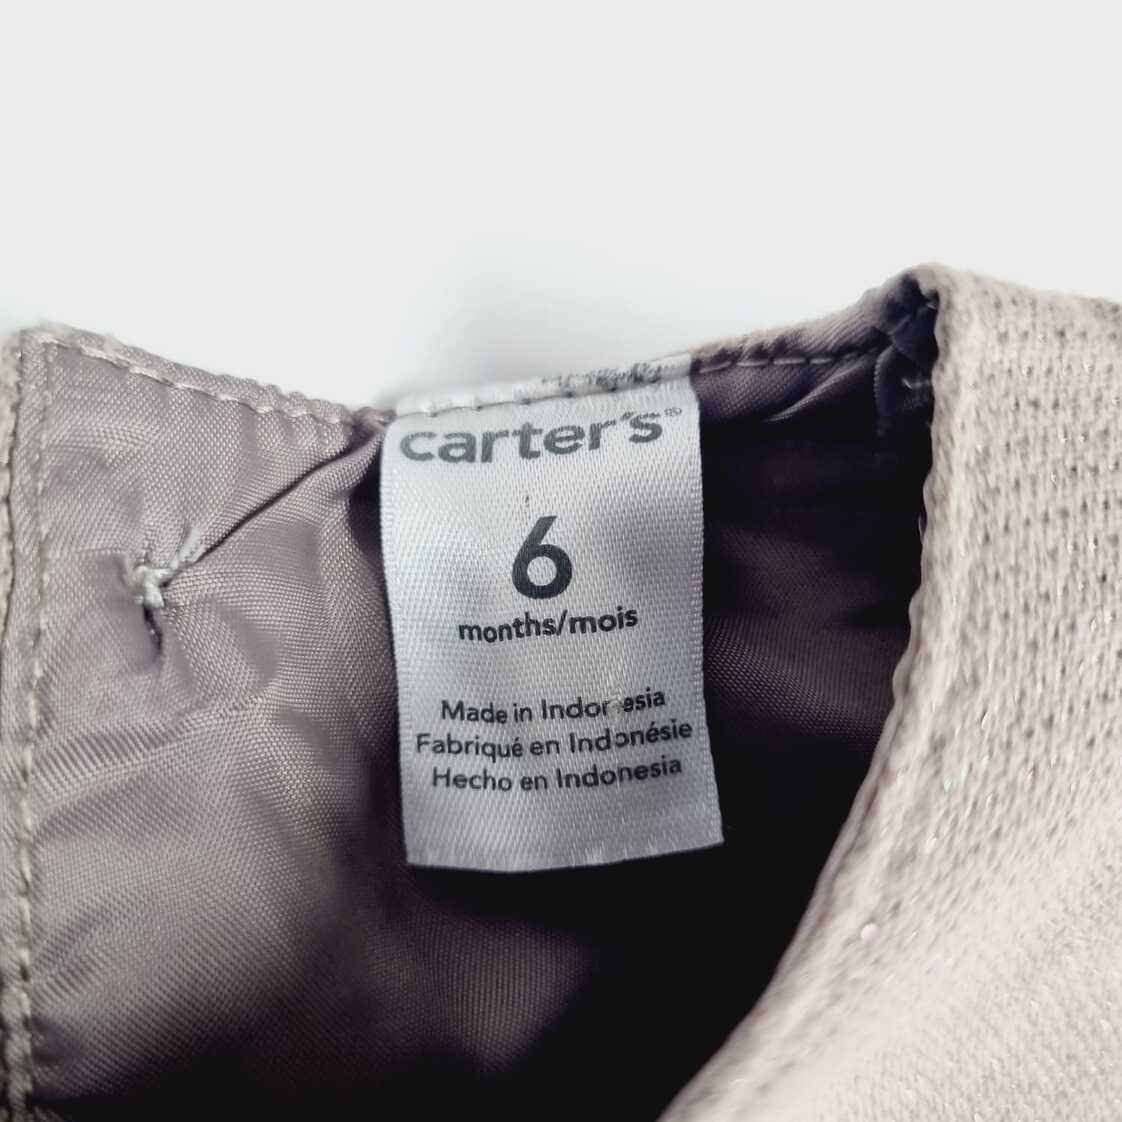 carter's®
6
months/mois
Made in Indonesia
Fabriqué en Indonésie
Hecho en Indonesia